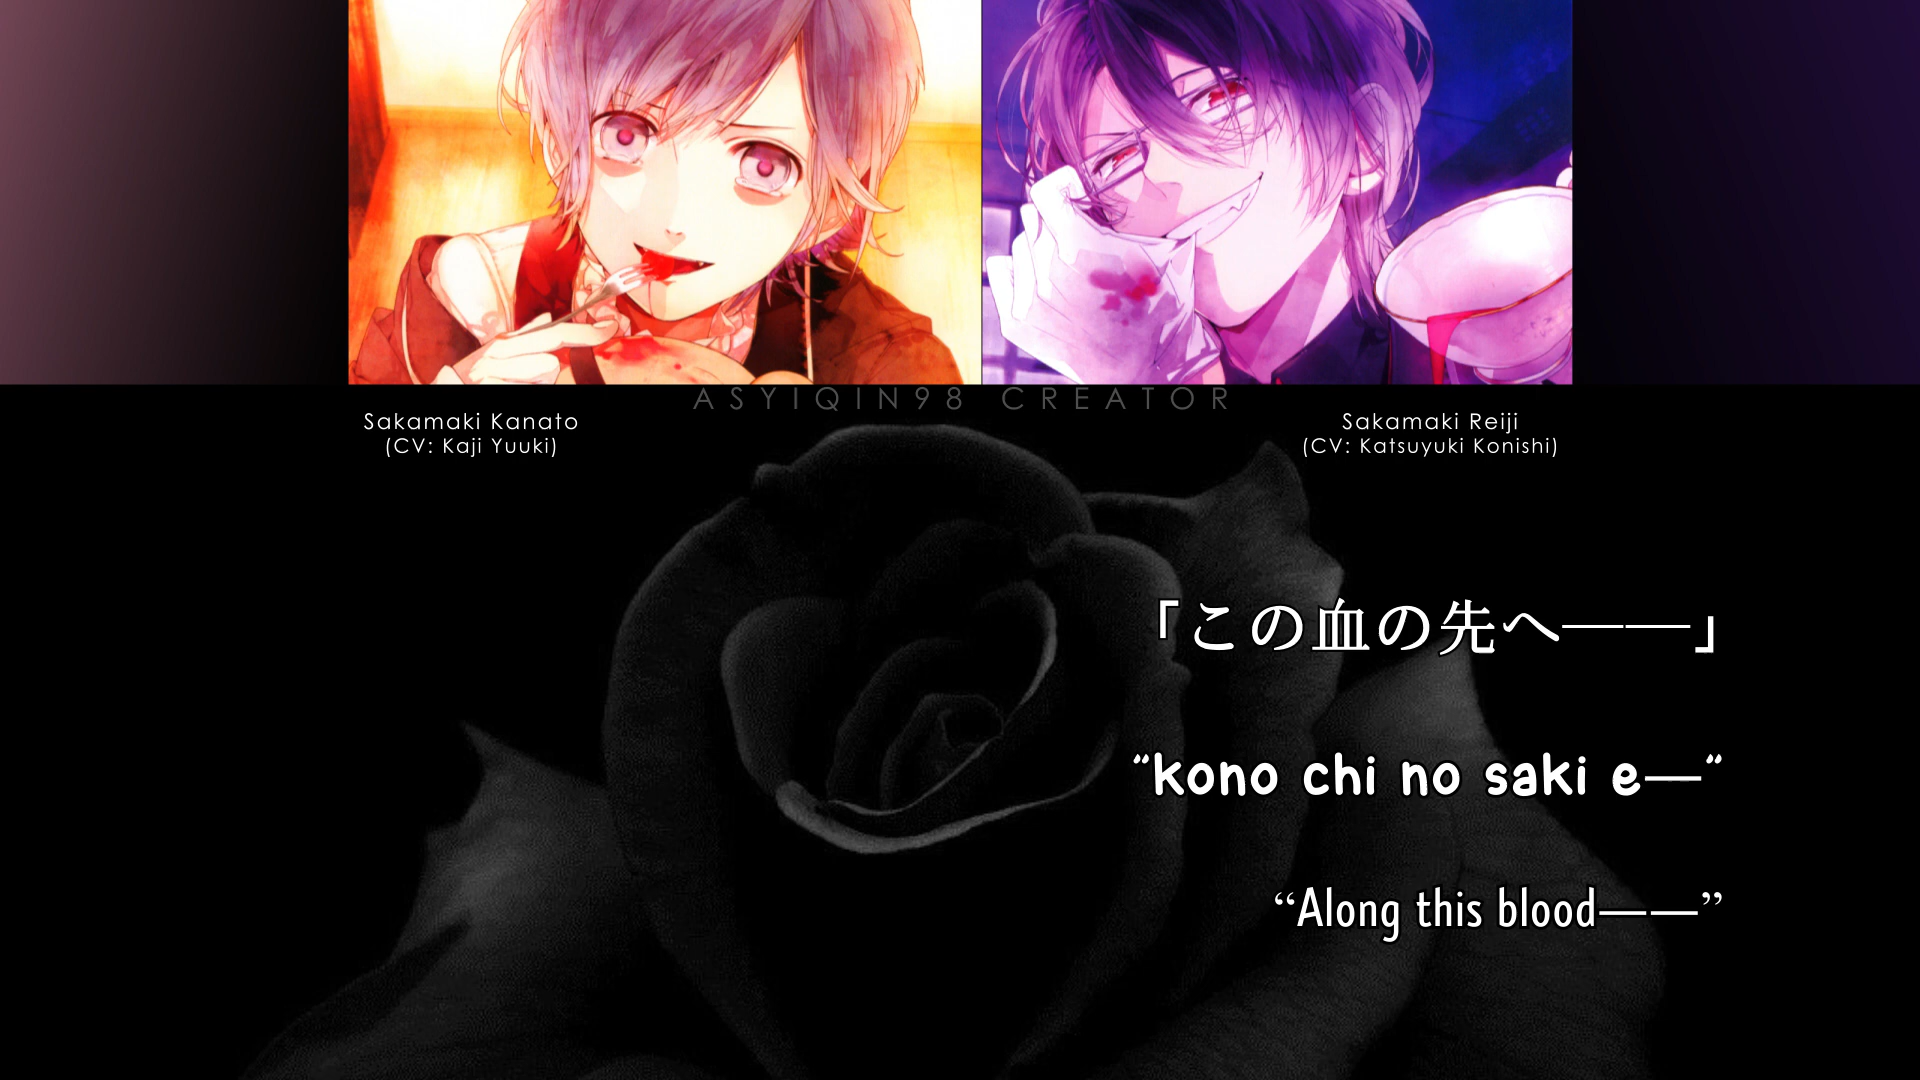 ASYIQIN98 CREATOR
Sakamaki Kanato
(CV: Kaji Yuuki)
Sakamaki Reiji
(CV: Katsuyuki Konishi)
「この血の先へ――」
“kono chi no saki e—“
“Along this blood——”